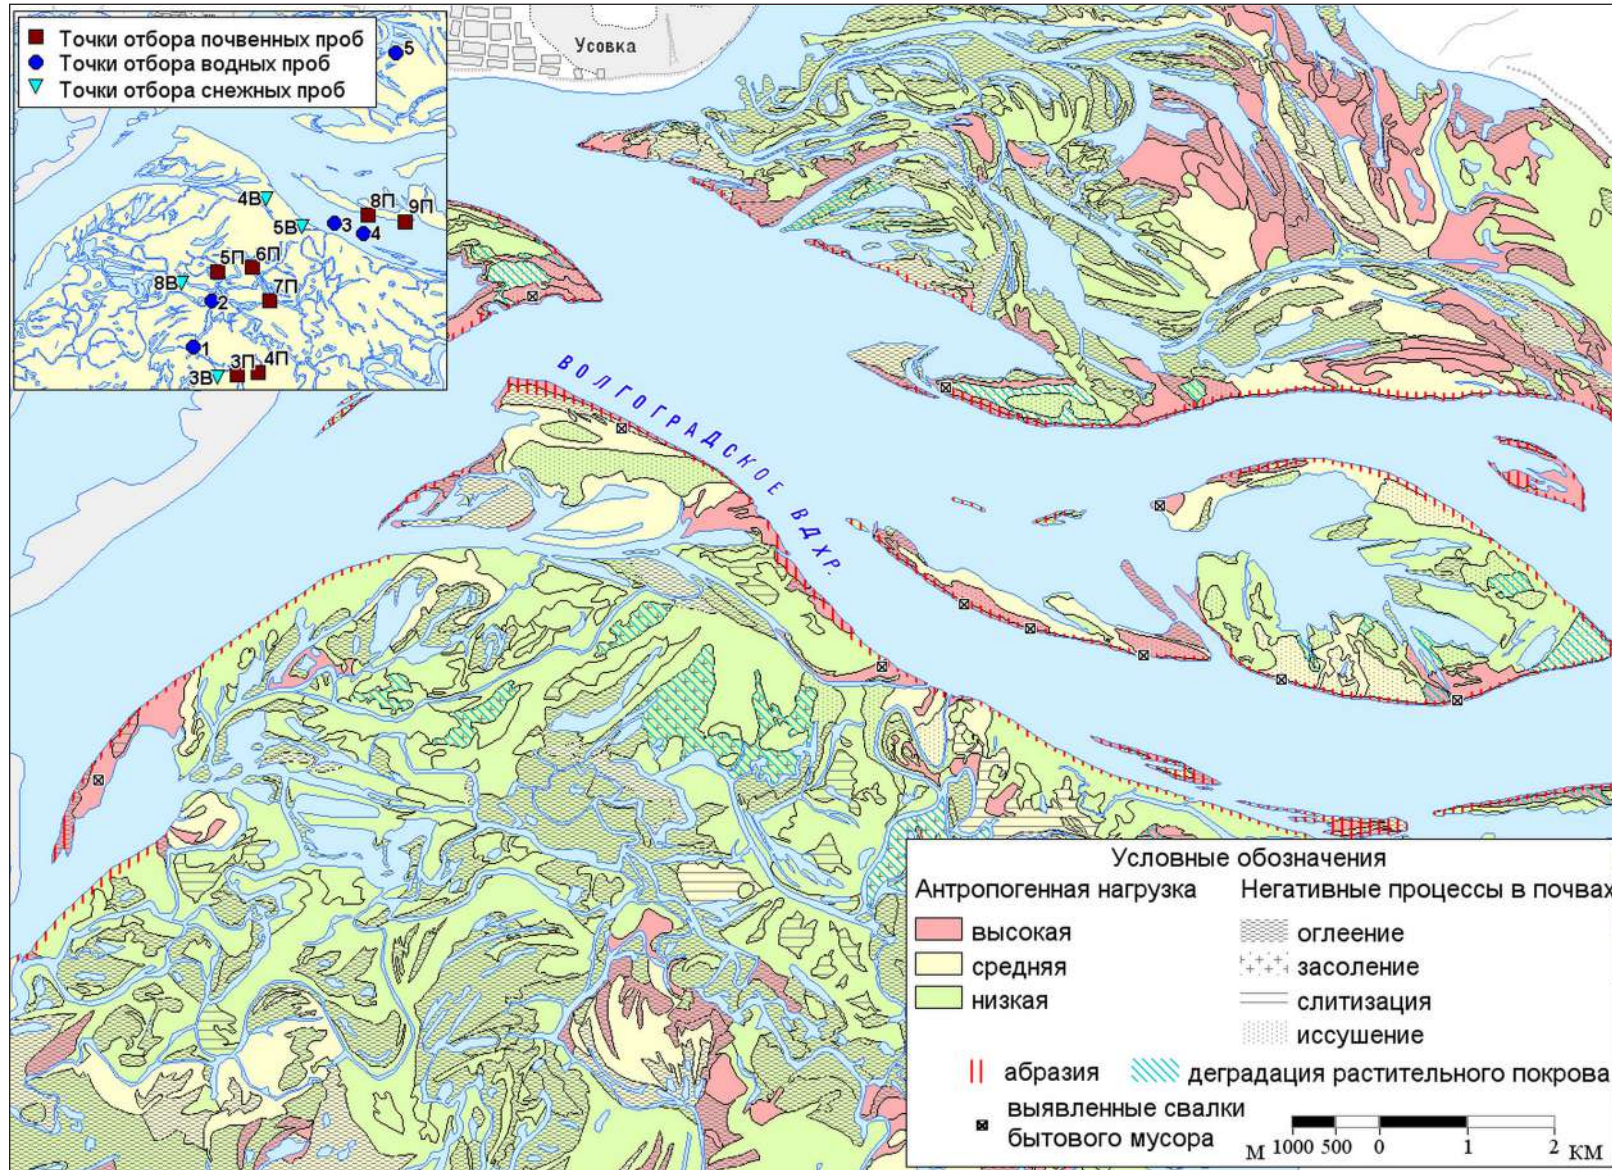 Точки отбора почвенных проб
Точки отбора водных проб
Точки отбора снежных проб
5
4В
5В
3
8П
4
9П
5П
6П
8В
2
7П
1
3В
3П
4П
Усовка
ВОЛГОГРАДСКОЕ ВДХР.
Условные обозначения
Антропогенная нагрузка
высокая
средняя
низкая
Негативные процессы в почвах
оглеение
засоление
слитизация
иссушение
абразия
деградация растительного покрова
выявленные свалки
бытового мусора
м 1000 500 0 1 2 км